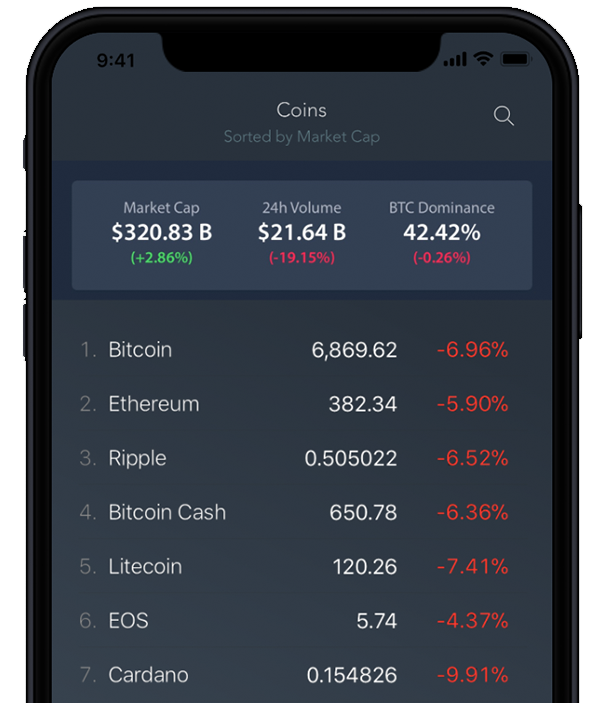 9:41
Coins
Sorted by Market Cap
Market Cap 24h Volume BTC Dominance
$320.83 B $21.64 B 42.42%
(+2.86%) (-19.15%) (-0.26%)
1. Bitcoin 6,869.62 -6.96%
2. Ethereum 382.34 -5.90%
3. Ripple 0.505022 -6.52%
4. Bitcoin Cash 650.78 -6.36%
5. Litecoin 120.26 -7.41%
6. EOS 5.74 -4.37%
7. Cardano 0.154826 -9.91%